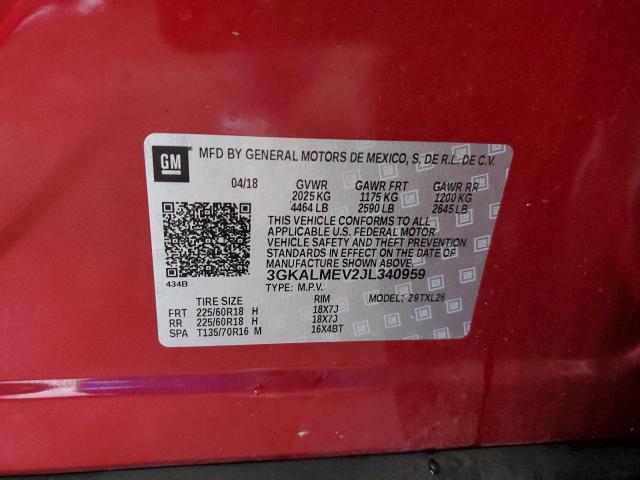 GM MFD BY GENERAL MOTORS DE MEXICO, S. DE R.L. DE C.V.
04/18 GVWR GAWR FRT GAWR RR
2025 KG 1175 KG 1200 KG
4464 LB 2590 LB 2645 LB
THIS VEHICLE CONFORMS TO ALL
APPLICABLE U.S. FEDERAL MOTOR
VEHICLE SAFETY AND THEFT PREVENTION
STANDARDS IN EFFECT ON THE DATE OF
MANUFACTURE SHOWN ABOVE.
3GKALMEV2JL340959
434B TYPE: M.P.V.
TIRE SIZE RIM MODEL: 29TXL26
FRT 225/60R18 H 18X7J
RR 225/60R18 H 18X7J
SPA T135/70R16 M 16X4BT